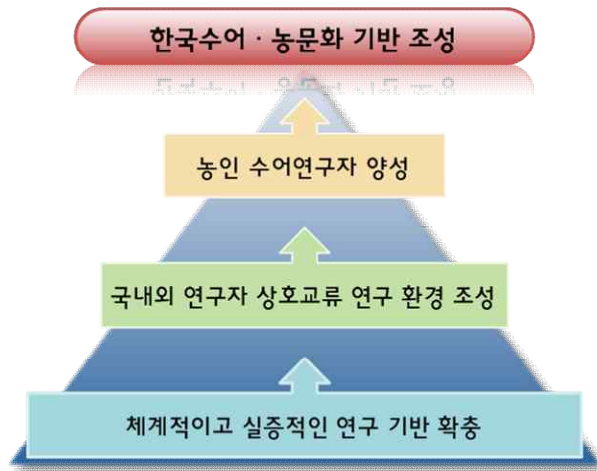 한국수어·농문화 기반 조성
농인 수어연구자 양성
국내외 연구자 상호교류 연구 환경 조성
체계적이고 실증적인 연구 기반 확충